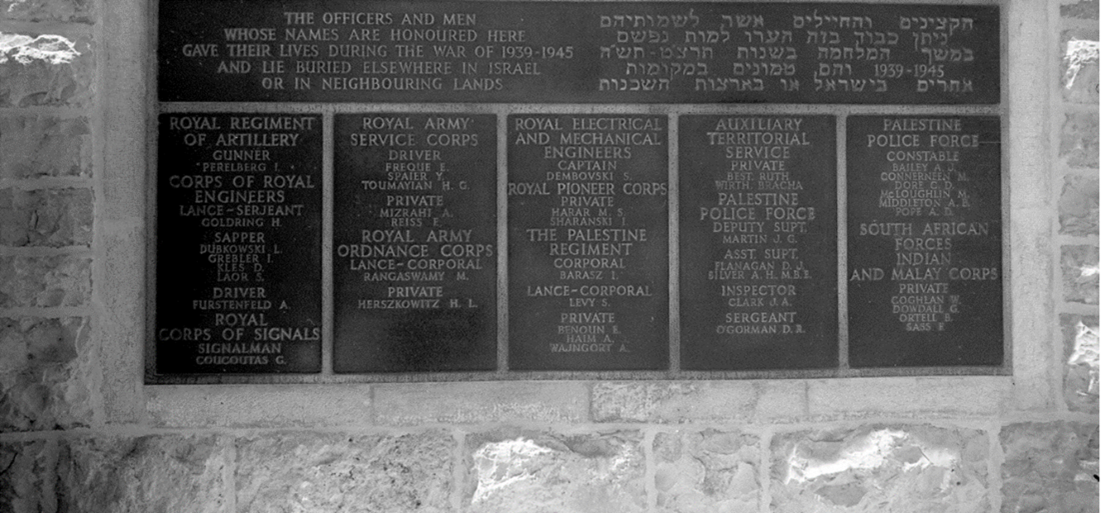 THE OFFICERS AND MEN
WHOSE NAMES ARE HONOURED HERE
GAVE THEIR LIVES DURING THE WAR OF 1939-1945
AND LIE BURIED ELSEWHERE IN ISRAEL
OR IN NEIGHBOURING LANDS
הקצינים והחיילים אשר לשמותיהם
ניתן כבוד בזה הערו למות נפשם
במשך המלחמה בשנות תרצ"ט-תש"ה
1939-1945 והם טמונים במקומות
אחרים בישראל או בארצות השכנות
ROYAL REGIMENT
OF ARTILLERY
GUNNER
PERELBERG I.
CORPS OF ROYAL
ENGINEERS
LANCE-SERJEANT
GOLDRING H.
SAPPER
DUBKOWSKI L.
GREBLER I.
KLES D.
LAOR S.
DRIVER
FURSTENFELD A.
ROYAL
CORPS OF SIGNALS
SIGNALMAN
COUCOUTAS G.
ROYAL ARMY
SERVICE CORPS
DRIVER
FREQUE E.
SPAIER Y.
TOUMAYIAN H. G.
PRIVATE
MIZRAHI A.
REISS F.
ROYAL ARMY
ORDNANCE CORPS
LANCE-CORPORAL
RANGASWAMY M.
PRIVATE
HERSZKOWITZ H. L.
ROYAL ELECTRICAL
AND MECHANICAL
ENGINEERS
CAPTAIN
DEMBOVSKI S.
ROYAL PIONEER CORPS
PRIVATE
HARAR M. S.
SHARANSKI I.
THE PALESTINE
REGIMENT
CORPORAL
BARASZ I.
LANCE-CORPORAL
LEVY S.
PRIVATE
BENOUN E.
HAIM A.
WAJNGORT A.
AUXILIARY
TERRITORIAL
SERVICE
PRIVATE
BEST, RUTH
WIRTH, BRACHA
PALESTINE
POLICE FORCE
DEPUTY SUPT.
MARTIN J. G.
ASST. SUPT.
FLANAGAN D. J.
SILVER A. H., M.B.E.
INSPECTOR
CLARK J. A.
SERGEANT
O'GORMAN D. R.
PALESTINE
POLICE FORCE
CONSTABLE
BAILEY A. J.
CONNERNEY M.
DORE G. D.
McLOUGHLIN M.
MIDDLETON A. E.
POPE A. D.
SOUTH AFRICAN
FORCES
INDIAN
AND MALAY CORPS
PRIVATE
COGHLAN W.
DOWDALL G.
ORTELL B.
SASS F.